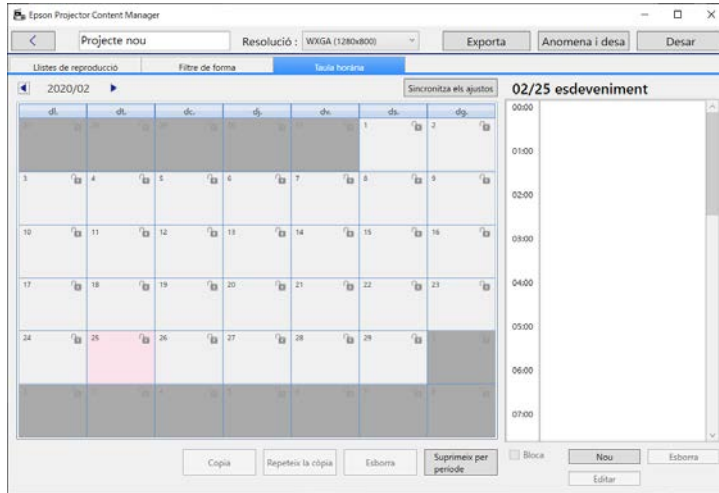 Epson Projector Content Manager
Projecte nou Resolució : WXGA (1280x800) Exporta Anomena i desa Desar
Llistes de reproducció Filtre de forma Taula horària
2020/02 Sincronitza els ajustos 02/25 esdeveniment
dl. dt. dc. dj. dv. ds. dg.
1 2
3 4 5 6 7 8 9
10 11 12 13 14 15 16
17 18 19 20 21 22 23
24 25 26 27 28 29
00:00
01:00
02:00
03:00
04:00
05:00
06:00
07:00
Copia Repeteix la còpia Esborra Suprimeix per
període
Bloca Nou Esborra
Editar